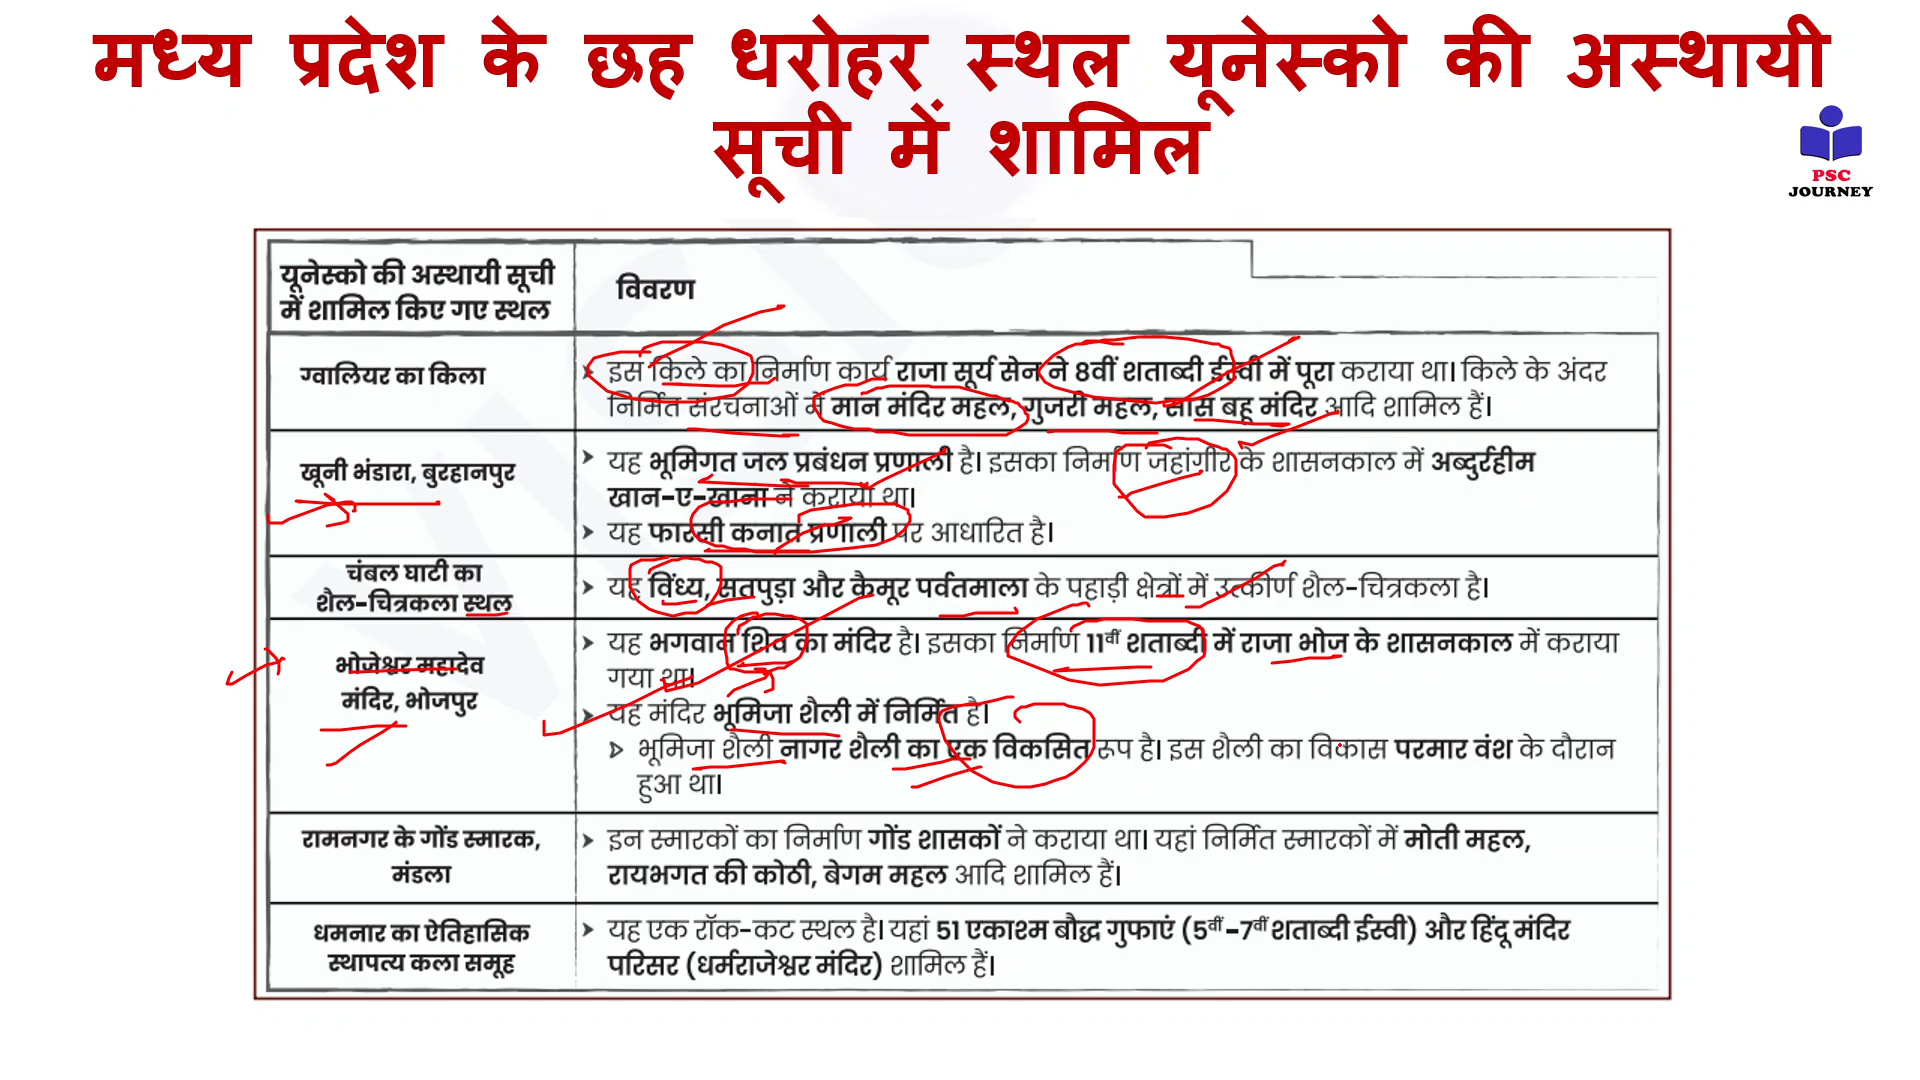 मध्य प्रदेश के छह धरोहर स्थल यूनेस्को की अस्थायी
सूची में शामिल
PSC
JOURNEY
यूनेस्को की अस्थायी सूची
में शामिल किए गए स्थल
विवरण
ग्वालियर का किला
इस किले का निर्माण कार्य राजा सूर्य सेन ने 8वीं शताब्दी ईस्वी में पूरा कराया था। किले के अंदर
निर्मित संरचनाओं में मान मंदिर महल, गुजरी महल, सास बहू मंदिर आदि शामिल हैं।
खूनी भंडारा, बुरहानपुर
यह भूमिगत जल प्रबंधन प्रणाली है। इसका निर्माण जहांगीर के शासनकाल में अब्दुर्रहीम
खान-ए-खाना ने कराया था।
यह फारसी कनात प्रणाली पर आधारित है।
चंबल घाटी का
शैल-चित्रकला स्थल
यह विंध्य, सतपुड़ा और कैमूर पर्वतमाला के पहाड़ी क्षेत्रों में उत्कीर्ण शैल-चित्रकला है।
भोजेश्वर महादेव
मंदिर, भोजपुर
यह भगवान शिव का मंदिर है। इसका निर्माण 11वीं शताब्दी में राजा भोज के शासनकाल में कराया
गया था।
यह मंदिर भूमिजा शैली में निर्मित है।
भूमिजा शैली नागर शैली का एक विकसित रूप है। इस शैली का विकास परमार वंश के दौरान
हुआ था।
रामनगर के गोंड स्मारक,
मंडला
इन स्मारकों का निर्माण गोंड शासकों ने कराया था। यहां निर्मित स्मारकों में मोती महल,
रायभगत की कोठी, बेगम महल आदि शामिल हैं।
धमनार का ऐतिहासिक
स्थापत्य कला समूह
यह एक रॉक-कट स्थल है। यहां 51 एकाश्म बौद्ध गुफाएं (5वीं-7वीं शताब्दी ईस्वी) और हिंदू मंदिर
परिसर (धर्मराजेश्वर मंदिर) शामिल हैं।